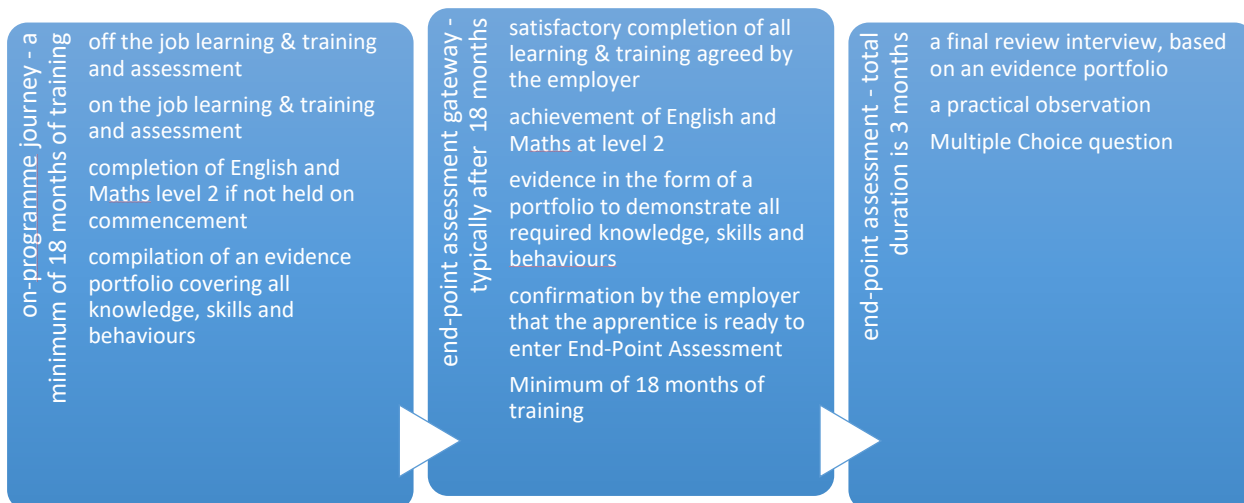 on-programme journey - a
minimum of 18 months of training
off the job learning & training
and assessment
on the job learning & training
and assessment
completion of English and
Maths level 2 if not held on
commencement
compilation of an evidence
portfolio covering all
knowledge, skills and
behaviours
end-point assessment gateway -
typically after 18 months
satisfactory completion of all
learning & training agreed by
the employer
achievement of English and
Maths at level 2
evidence in the form of a
portfolio to demonstrate all
required knowledge, skills and
behaviours
confirmation by the employer
that the apprentice is ready to
enter End-Point Assessment
Minimum of 18 months of
training
end-point assessment - total
duration is 3 months
a final review interview, based
on an evidence portfolio
a practical observation
Multiple Choice question